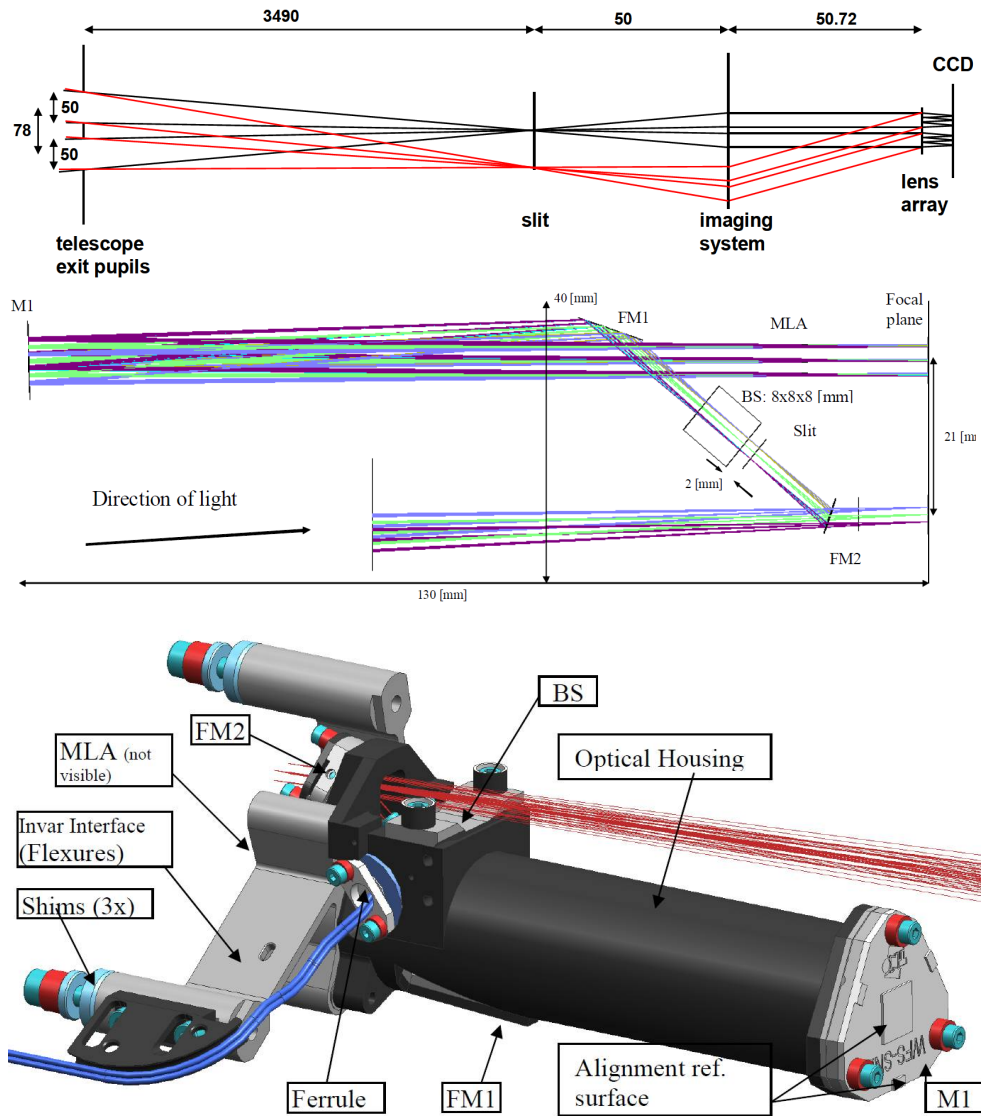 3490
50
50.72
CCD
50
78
50
lens
array
slit
imaging
system
telescope
exit pupils
M1
40 [mm]
FM1
MLA
Focal
plane
BS: 8x8x8 [mm]
Slit
21 [m
2 [mm]
Direction of light
FM2
130 [mm]
BS
FM2
MLA (not
visible)
Optical Housing
Invar Interface
(Flexures)
Shims (3x)
Ferrule
FM1
Alignment ref.
surface
M1